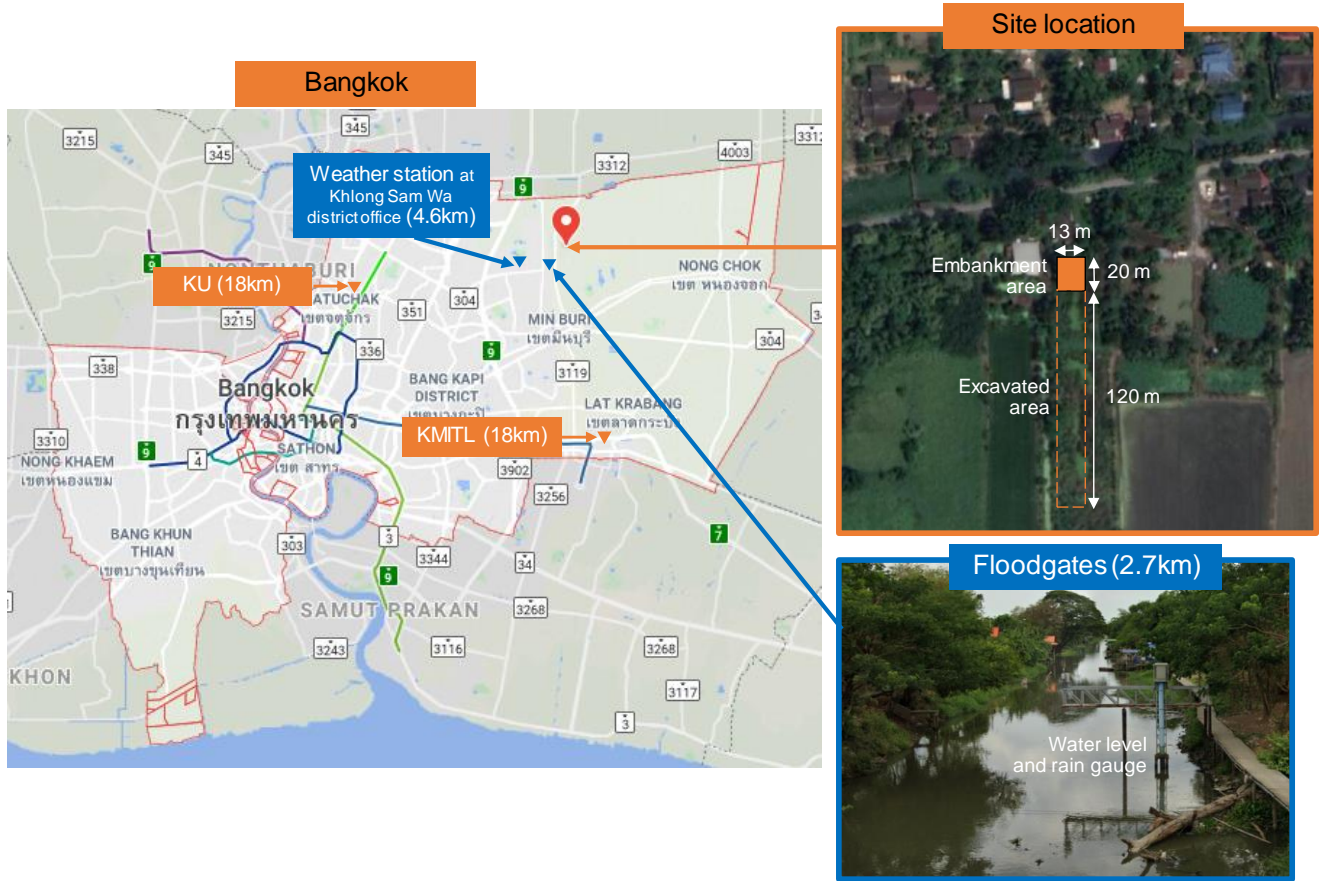 Bangkok
Site location
345
3215
345
3312
4003
3312
Weather station at
Khlong Sam Wa
district office (4.6km)
9
9
KU (18km)
NONTHABURI
ATUCHAK
เขตจตุจักร
NONG CHOK
เขต หนองจอก
304
351
3215
MIN BURI
เขตมีนบุรี
304
336
9
338
3119
Bangkok
กรุงเทพมหานคร
BANG KAPI
DISTRICT
เขตบางกะปิ
LAT KRABANG
KMITL (18km)
3310
9
4
NONG KHAEM
เขตหนองแขม
SATHON
เขต สาทร
3902
3256
BANG KHUN
THIAN
เขตบางขุนเทียน
303
3
3344
7
34
9
SAMUT PRAKAN
3268
3243
3116
3268
KHON
3117
3
13 m
Embankment
area
20 m
Excavated
area
120 m
Floodgates (2.7km)
Water level
and rain gauge